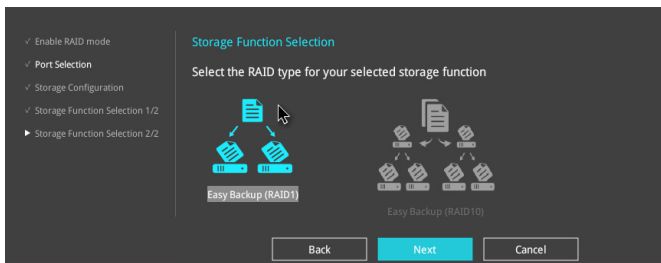 Enable RAID mode
Port Selection
Storage Configuration
Storage Function Selection 1/2
Storage Function Selection 2/2
Storage Function Selection
Select the RAID type for your selected storage function
Easy Backup (RAID1)
Easy Backup (RAID10)
Back
Next
Cancel